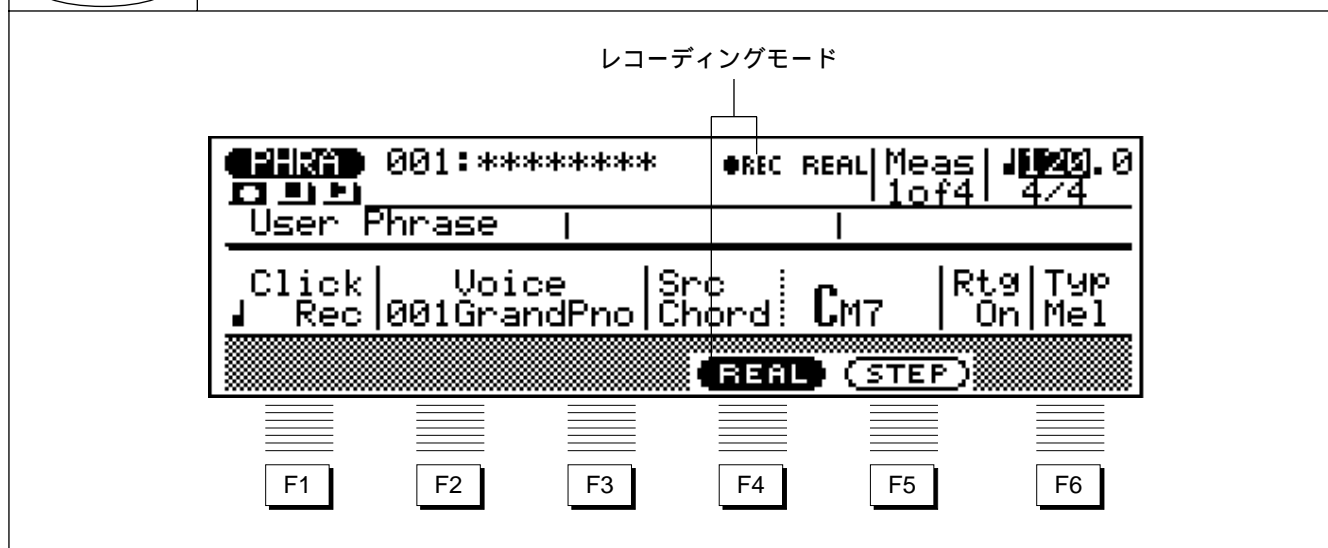 レコーディングモード
PHRA 001:******** ●REC REAL Meas ♩120.0
1of4 4/4
User Phrase
Click Voice Src Rtg Typ
♩ Rec 001GrandPno Chord CM7 On Mel
REAL STEP
F1 F2 F3 F4 F5 F6